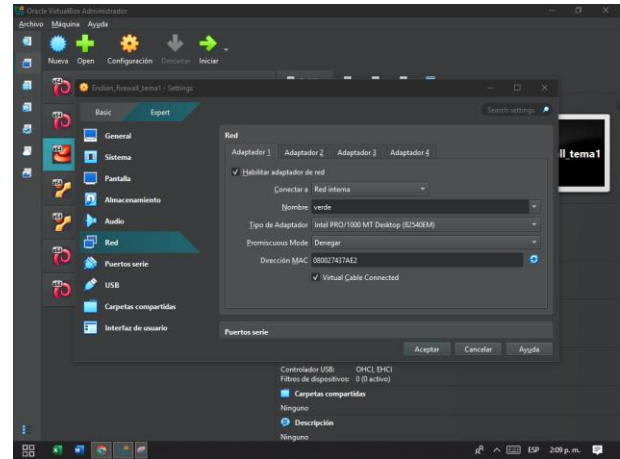 Oracle VirtualBox Administrador
Archivo Máquina Ayuda
Nueva Open Configuración Descartar Iniciar
Endian_firewall_tema1 - Settings
Basic Expert
Search settings
General
Sistema
Pantalla
Almacenamiento
Audio
Red
Puertos serie
USB
Carpetas compartidas
Interfaz de usuario
Red
Adaptador 1 Adaptador 2 Adaptador 3 Adaptador 4
Habilitar adaptador de red
Conectar a Red interna
Nombre verde
Tipo de Adaptador Intel PRO/1000 MT Desktop (82540EM)
Promiscuous Mode Denegar
Dirección MAC 080027437AE2
Virtual Cable Connected
Puertos serie
Aceptar Cancelar Ayuda
ll_tema1
Controlador USB: OHCI, EHCI
Filtros de dispositivos: 0 (0 activo)
Carpetas compartidas
Ninguno
Descripción
Ninguno
ESP 2:09 p. m.